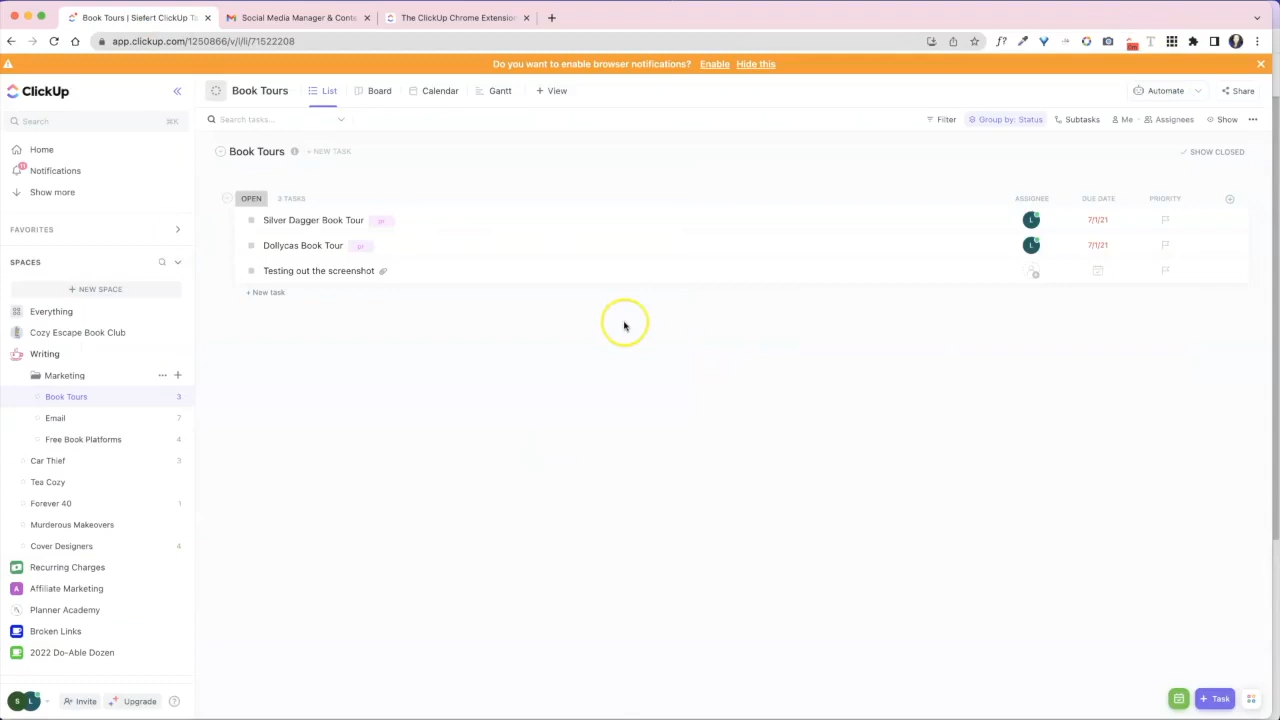 Book Tours | Siefert ClickUp Ta
Social Media Manager & Conte
The ClickUp Chrome Extension
app.clickup.com/1250866/v/l/li/71522208
Do you want to enable browser notifications? Enable Hide this
ClickUp
Book Tours
List
Board
Calendar
Gantt
+ View
Automate
Share
Search ⌘K
Search tasks...
Filter
Group by: Status
Subtasks
Me
Assignees
Show
Home
Notifications
11
Show more
FAVORITES
SPACES
+ NEW SPACE
Everything
Cozy Escape Book Club
Writing
Marketing
Book Tours 3
Email 7
Free Book Platforms 4
Car Thief 3
Tea Cozy
Forever 40 1
Murderous Makeovers
Cover Designers 4
Recurring Charges
A Affiliate Marketing
Planner Academy
Broken Links
2022 Do-Able Dozen
S L
Invite
Upgrade
Book Tours + NEW TASK
SHOW CLOSED
OPEN 3 TASKS ASSIGNEE DUE DATE PRIORITY
Silver Dagger Book Tour pr L 7/1/21
Dollycas Book Tour pr L 7/1/21
Testing out the screenshot
+ New task
+ Task